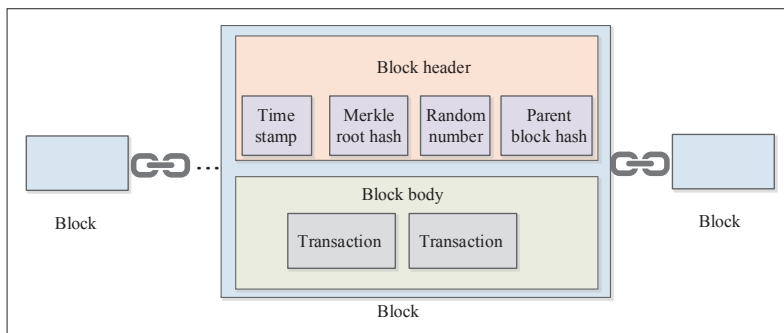 Block header
Time
stamp
Merkle
root hash
Random
number
Parent
block hash
Block body
Transaction
Transaction
Block
Block
Block